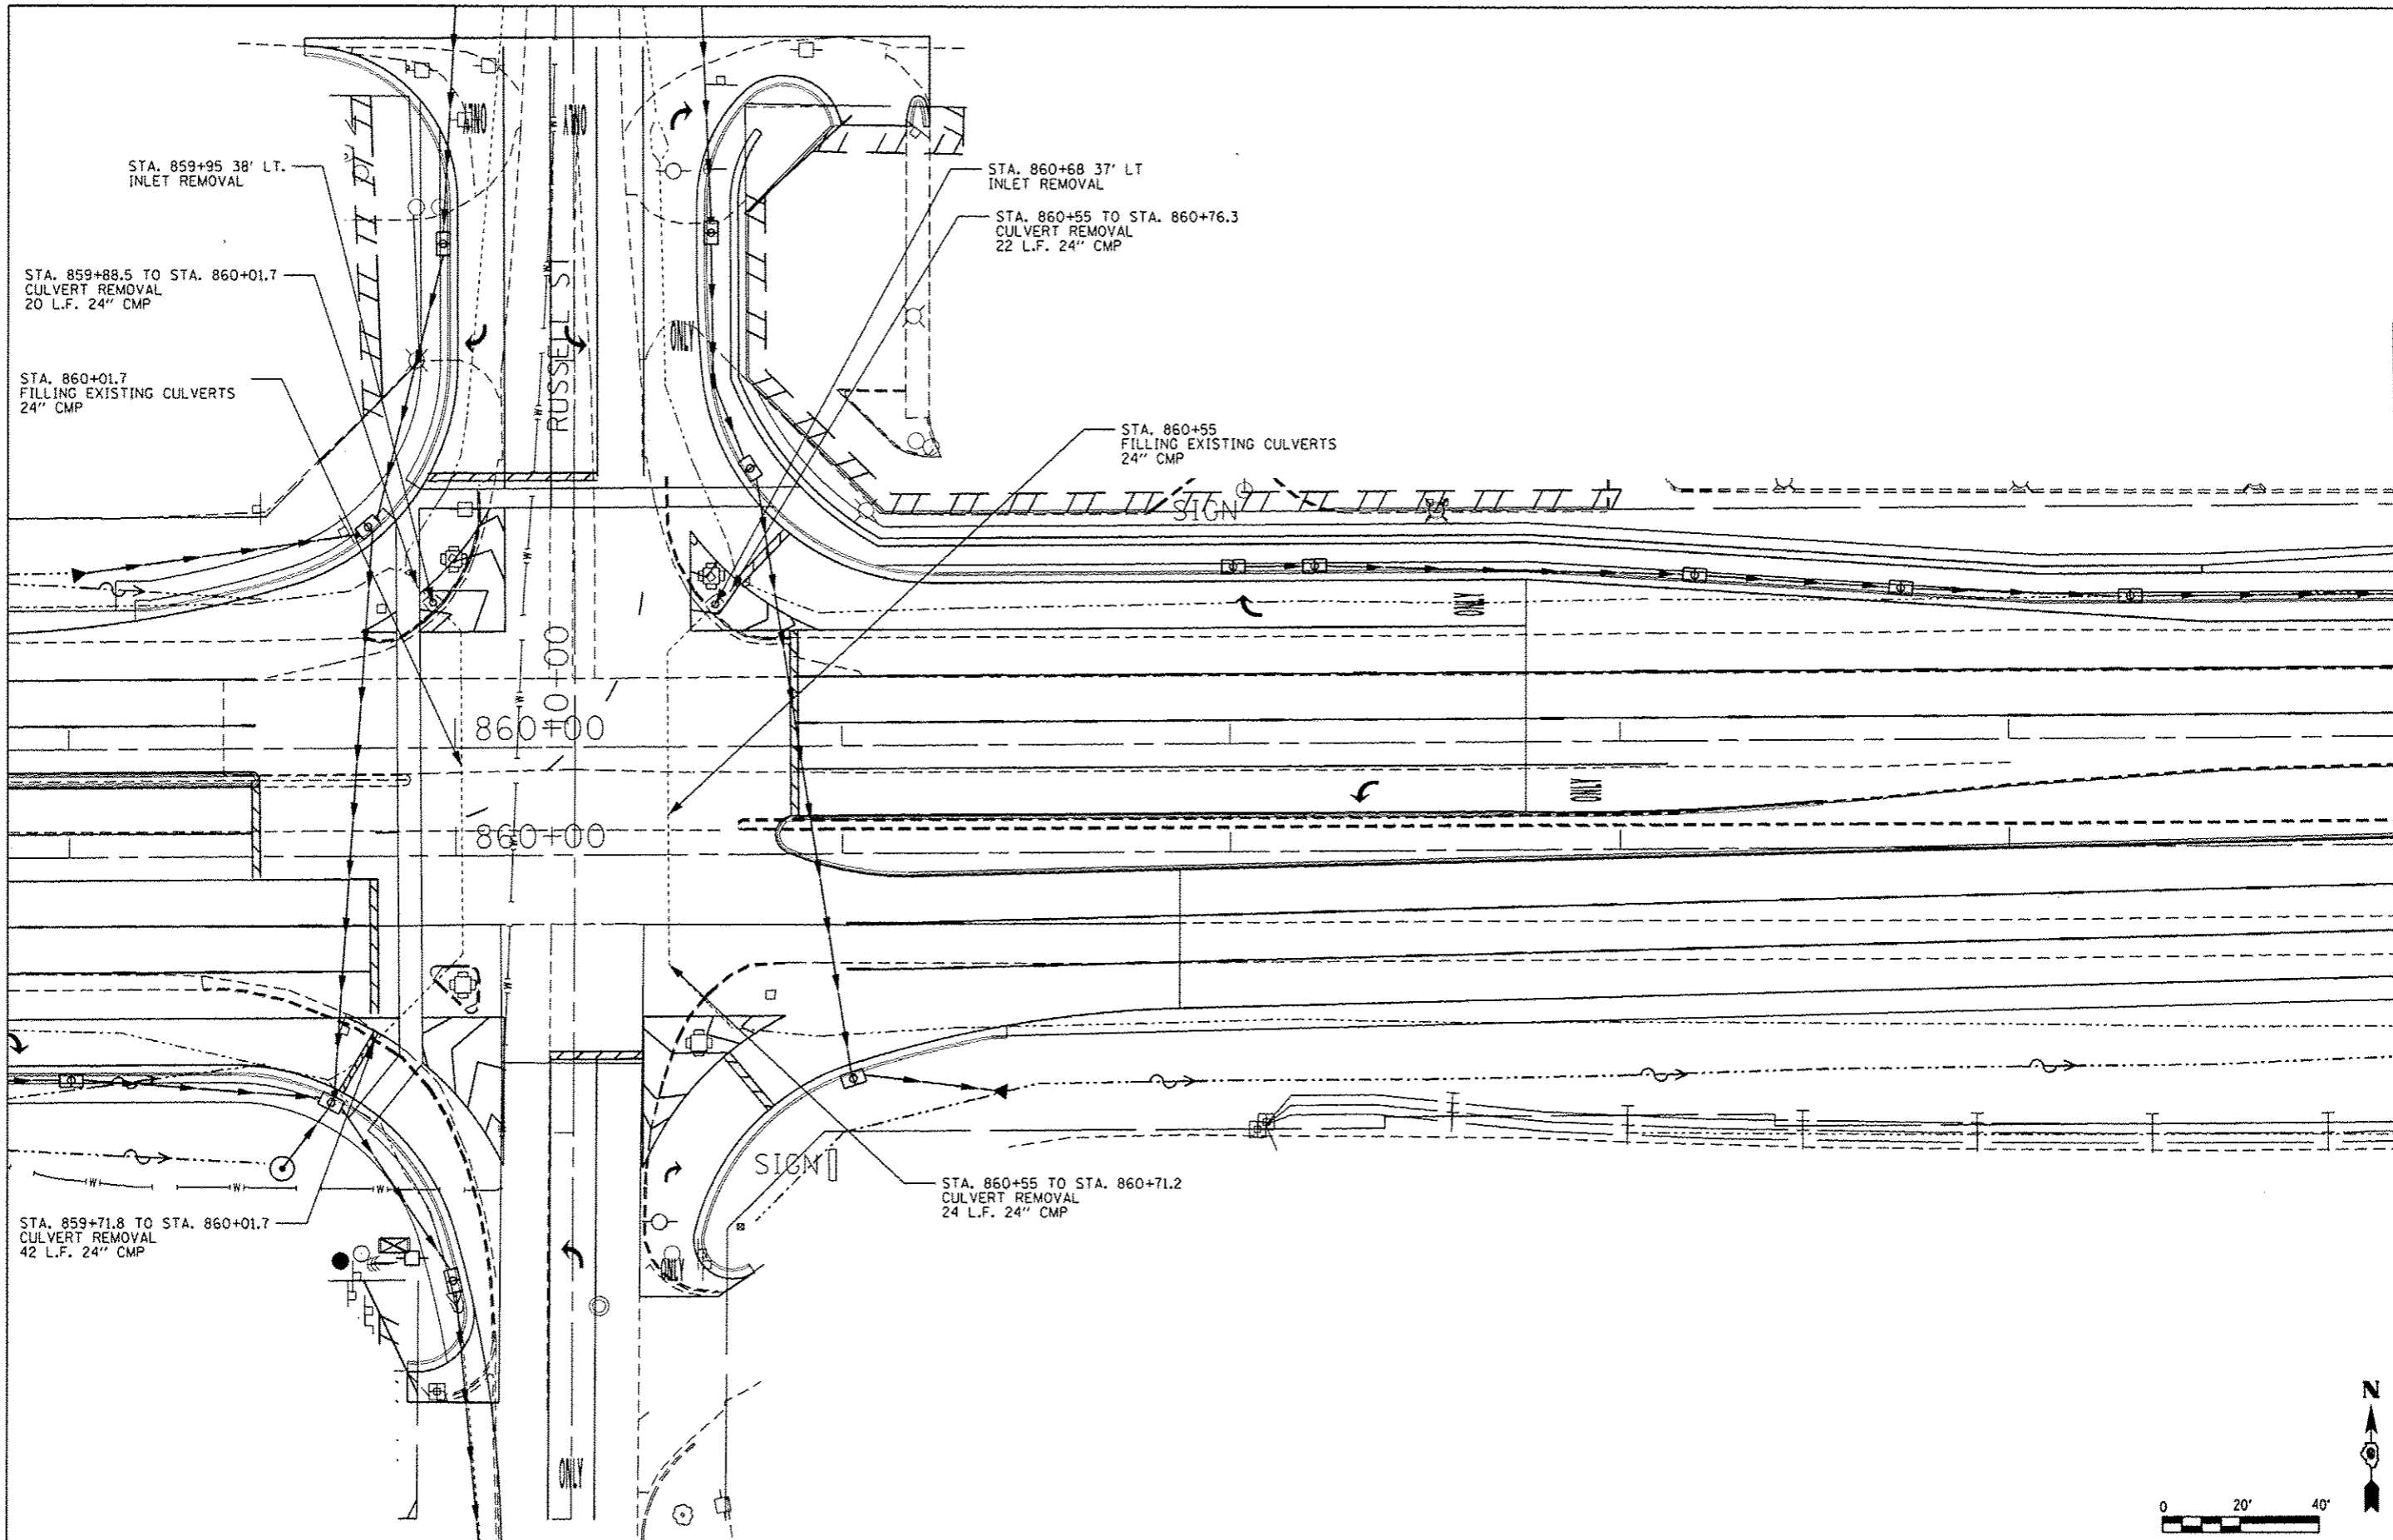 ONLY
ONLY
STA. 859+95 38' LT.
INLET REMOVAL
STA. 860+68 37' LT
INLET REMOVAL
STA. 860+55 TO STA. 860+76.3
CULVERT REMOVAL
22 L.F. 24" CMP
STA. 859+88.5 TO STA. 860+01.7
CULVERT REMOVAL
20 L.F. 24" CMP
RUSSELL ST
ONLY
STA. 860+01.7
FILLING EXISTING CULVERTS
24" CMP
STA. 860+55
FILLING EXISTING CULVERTS
24" CMP
SIGN
ONLY
10+00
860+00
ONLY
860+00
SIGN
STA. 860+55 TO STA. 860+71.2
CULVERT REMOVAL
24 L.F. 24" CMP
W
W
W
STA. 859+71.8 TO STA. 860+01.7
CULVERT REMOVAL
42 L.F. 24" CMP
ONLY
ONLY
N
0 20' 40'